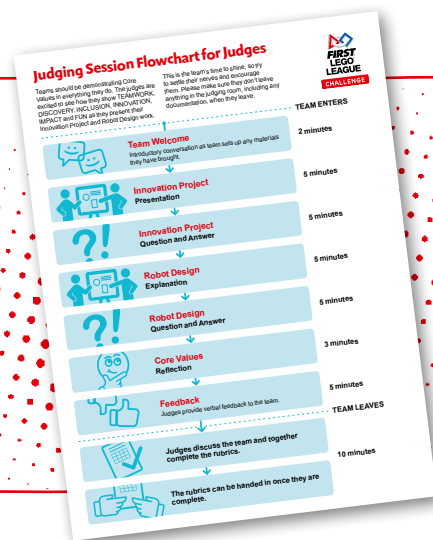 Judging Session Flowchart for Judges
Teams should be demonstrating Core
Values in everything they do. The judges are
excited to see how they show TEAMWORK,
DISCOVERY, INCLUSION, INNOVATION,
IMPACT and FUN as they present their
Innovation Project and Robot Design work.
This is the team's time to shine, so try
to settle their nerves and encourage
them. Please make sure they don't leave
anything in the judging room, including any
documentation, when they leave.
FIRST
LEGO
LEAGUE
CHALLENGE
TEAM ENTERS
Team Welcome
Introductory conversation as team sets up any materials
they have brought.
2 minutes
Innovation Project
Presentation
5 minutes
Innovation Project
Question and Answer
5 minutes
Robot Design
Explanation
5 minutes
Robot Design
Question and Answer
5 minutes
Core Values
Reflection
3 minutes
Feedback
Judges provide verbal feedback to the team.
5 minutes
TEAM LEAVES
Judges discuss the team and together
complete the rubrics.
10 minutes
The rubrics can be handed in once they are
complete.